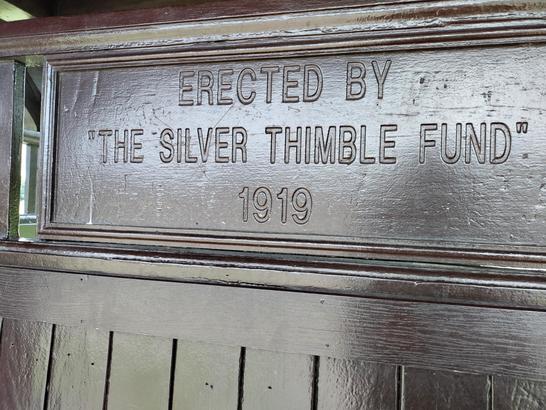 ERECTED BY
"THE SILVER THIMBLE FUND"
1919